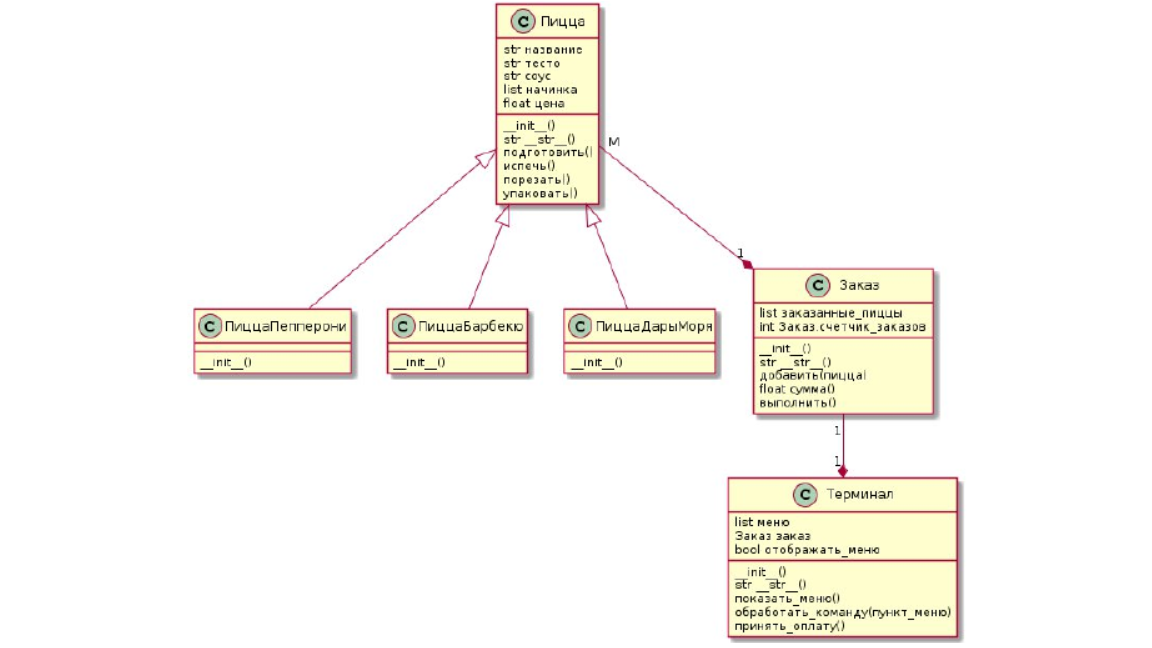 C Пицца
str название
str тесто
str соус
list начинка
float цена
__init__()
str __str__()
подготовить()
испечь()
порезать()
упаковать()
M
1
C ПиццаПепперони
__init__()
C ПиццаБарбекю
__init__()
C ПиццаДарыМоря
__init__()
C Заказ
list заказанные_пиццы
int Заказ.счетчик_заказов
__init__()
str __str__()
добавить(пицца)
float сумма()
выполнить()
1
1
C Терминал
list меню
Заказ заказ
bool отображать_меню
__init__()
str __str__()
показать_меню()
обработать_команду(пункт_меню)
принять_оплату()